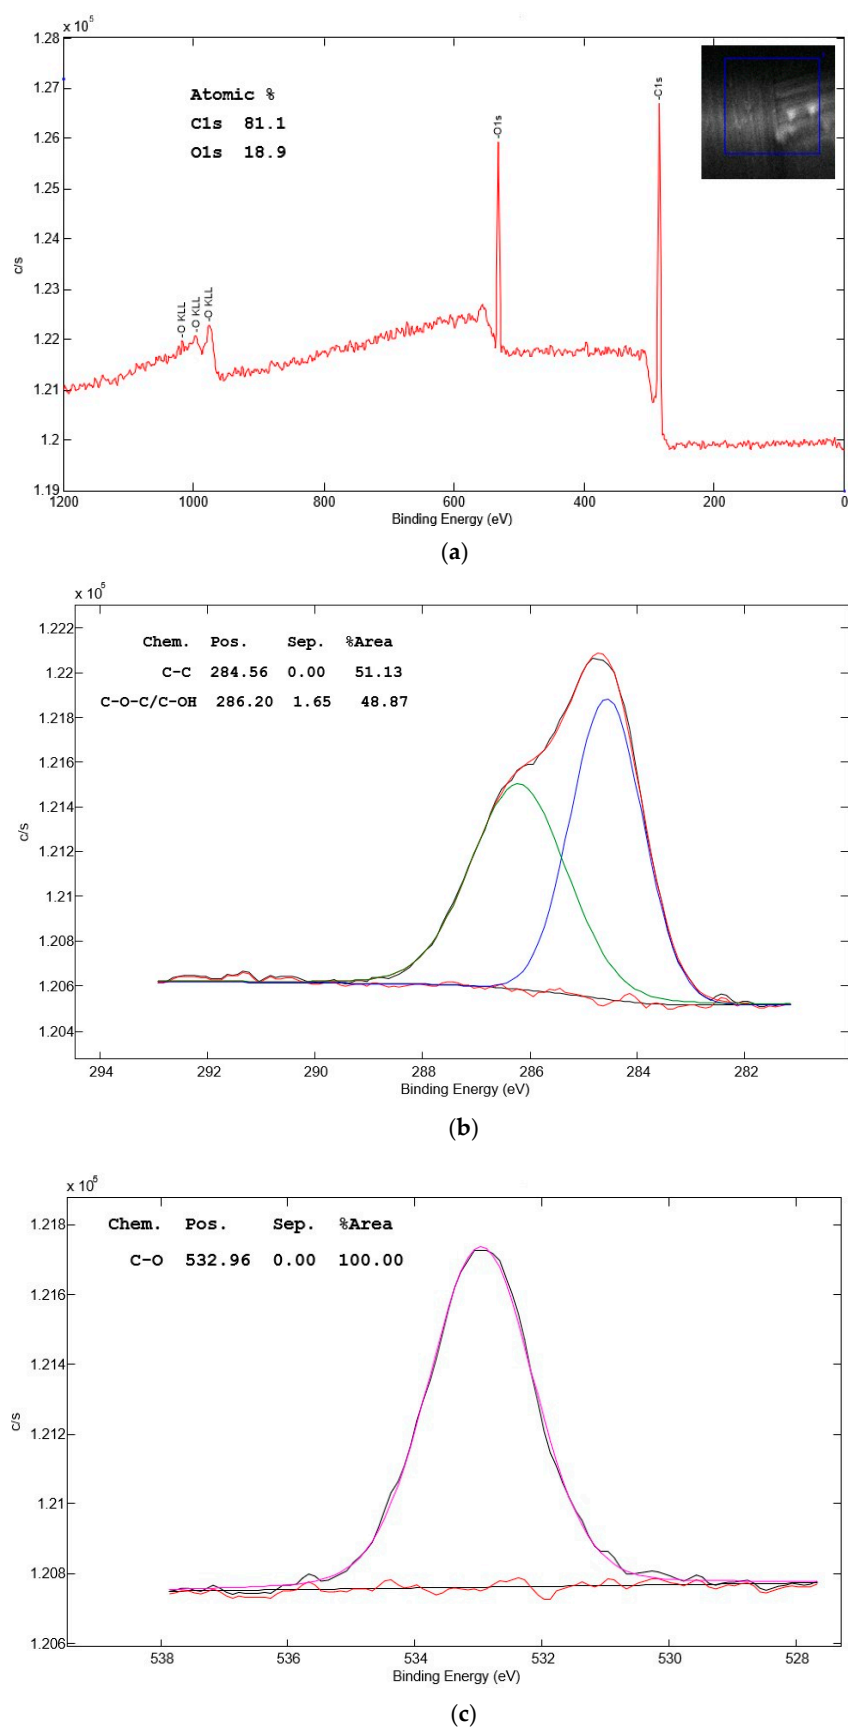 x 10⁵
1.28
1.27
1.26
1.25
1.24
1.23
1.22
1.21
1.2
1.19
c/s
Atomic %
C1s 81.1
O1s 18.9
-O KLL
-O KLL
-O KLL
-O1s
-C1s
1200 1000 800 600 400 200 0
Binding Energy (eV)
(a)
x 10⁵
1.222
1.22
1.218
1.216
1.214
1.212
1.21
1.208
1.206
1.204
c/s
Chem. Pos. Sep. %Area
C-C 284.56 0.00 51.13
C-O-C/C-OH 286.20 1.65 48.87
294 292 290 288 286 284 282
Binding Energy (eV)
(b)
x 10⁵
1.218
1.216
1.214
1.212
1.21
1.208
1.206
c/s
Chem. Pos. Sep. %Area
C-O 532.96 0.00 100.00
538 536 534 532 530 528
Binding Energy (eV)
(c)